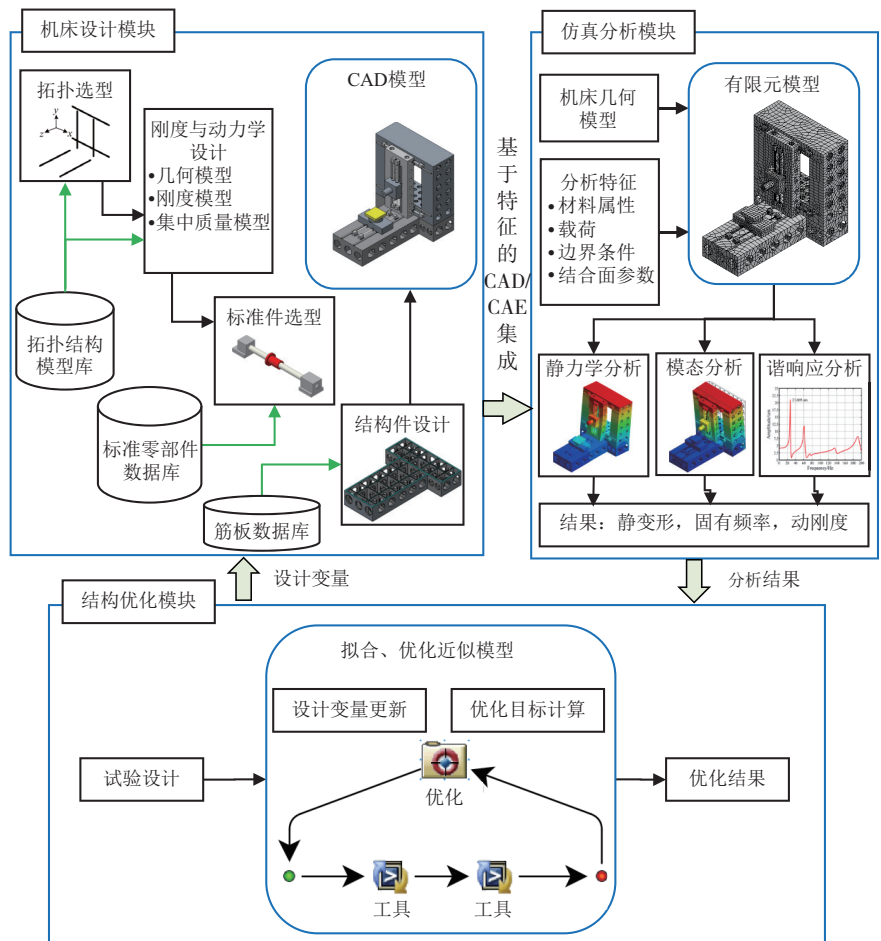 机床设计模块
拓扑选型
y
z
x
刚度与动力学
设计
•几何模型
•刚度模型
•集中质量模型
CAD模型
拓扑结构
模型库
标准件选型
标准零部件
数据库
结构件设计
筋板数据库
基
于
特
征
的
CAD/
CAE
集
成
仿真分析模块
机床几何
模型
有限元模型
分析特征
•材料属性
•载荷
•边界条件
•结合面参数
静力学分析
模态分析
谐响应分析
Frequency/Hz
结果：静变形，固有频率，动刚度
设计变量
分析结果
结构优化模块
拟合、优化近似模型
设计变量更新
优化目标计算
试验设计
优化
优化结果
工具
工具